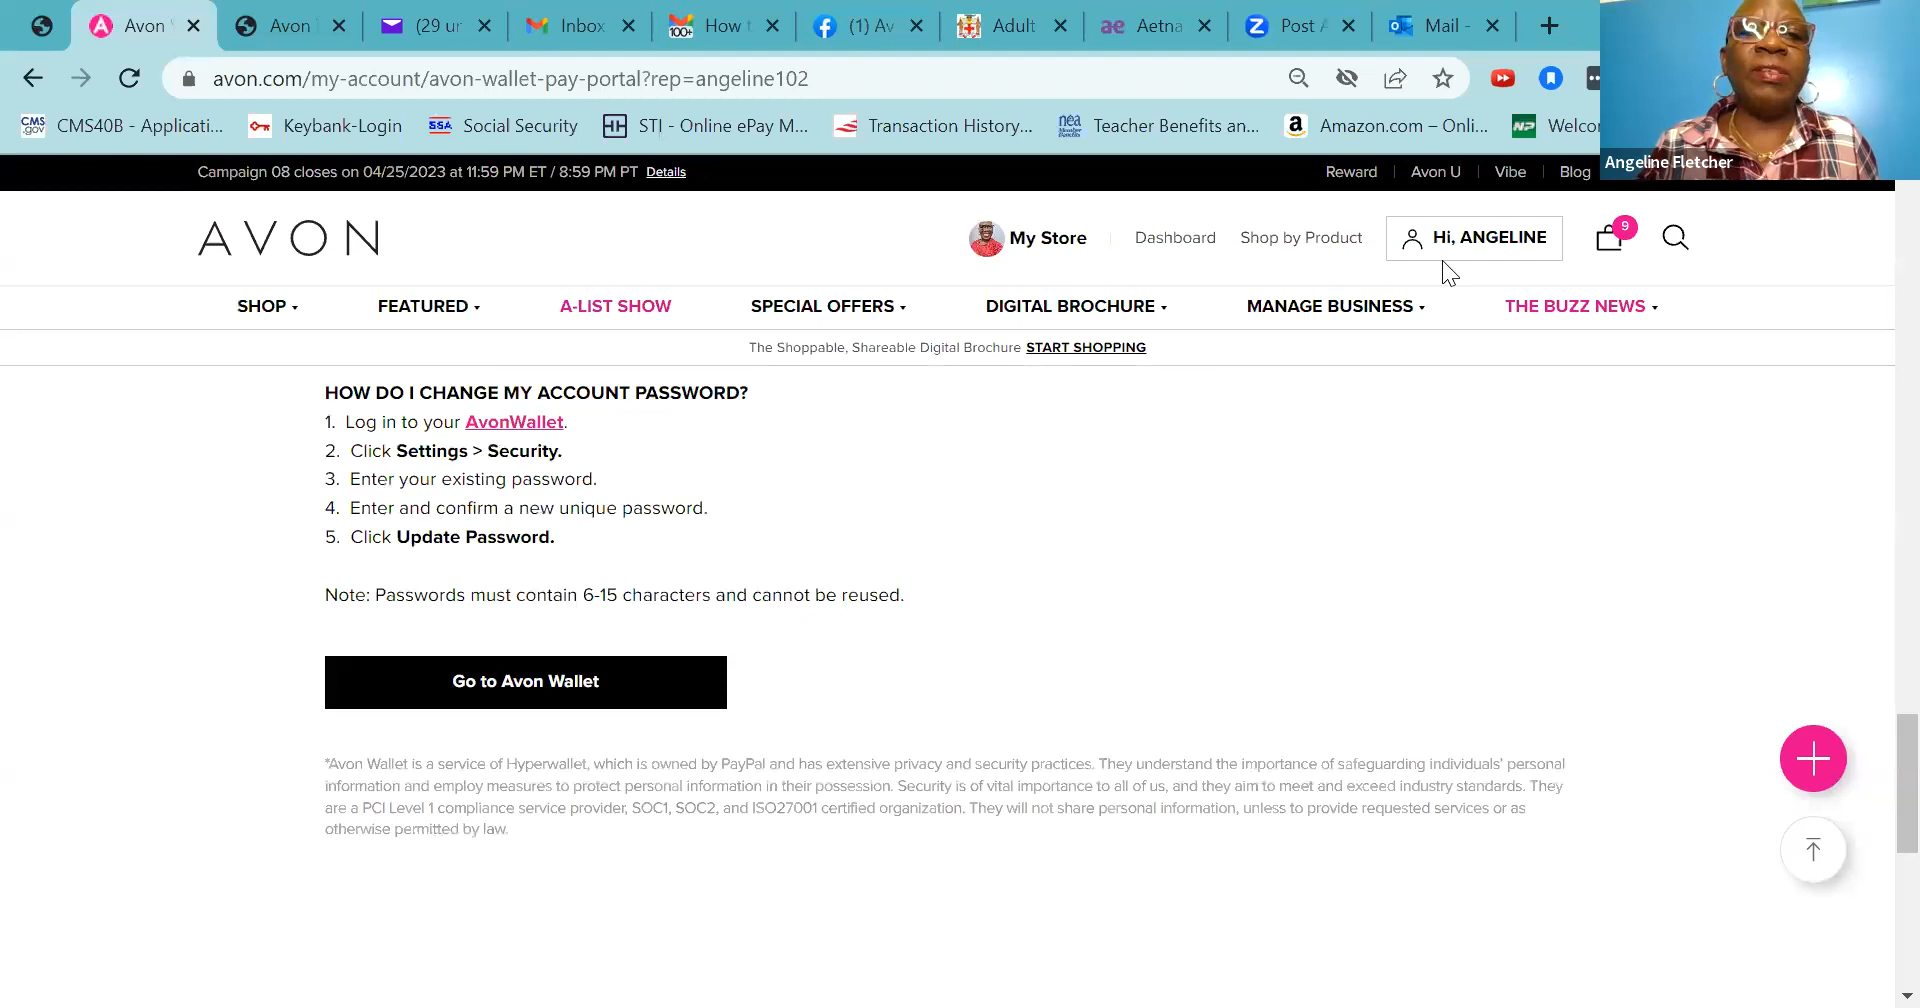 Avon
Avon
(29 ur
Inbox
100+
How t
(1) Av
Adult
ae
Aetna
Z
Post A
Mail -
avon.com/my-account/avon-wallet-pay-portal?rep=angeline102
CMS.gov CMS40B - Applicati...
Keybank-Login
SSA Social Security
STI - Online ePay M...
Transaction History...
nea Member Benefits Teacher Benefits an...
a Amazon.com – Onli...
NP Welco
Angeline Fletcher
Campaign 08 closes on 04/25/2023 at 11:59 PM ET / 8:59 PM PT Details
Reward
Avon U
Vibe
Blog
AVON
My Store
Dashboard
Shop by Product
Hi, ANGELINE
9
SHOP
FEATURED
A-LIST SHOW
SPECIAL OFFERS
DIGITAL BROCHURE
MANAGE BUSINESS
THE BUZZ NEWS
The Shoppable, Shareable Digital Brochure START SHOPPING
HOW DO I CHANGE MY ACCOUNT PASSWORD?
1. Log in to your AvonWallet.
2. Click Settings > Security.
3. Enter your existing password.
4. Enter and confirm a new unique password.
5. Click Update Password.
Note: Passwords must contain 6-15 characters and cannot be reused.
Go to Avon Wallet
*Avon Wallet is a service of Hyperwallet, which is owned by PayPal and has extensive privacy and security practices. They understand the importance of safeguarding individuals' personal
information and employ measures to protect personal information in their possession. Security is of vital importance to all of us, and they aim to meet and exceed industry standards. They
are a PCI Level 1 compliance service provider, SOC1, SOC2, and ISO27001 certified organization. They will not share personal information, unless to provide requested services or as
otherwise permitted by law.